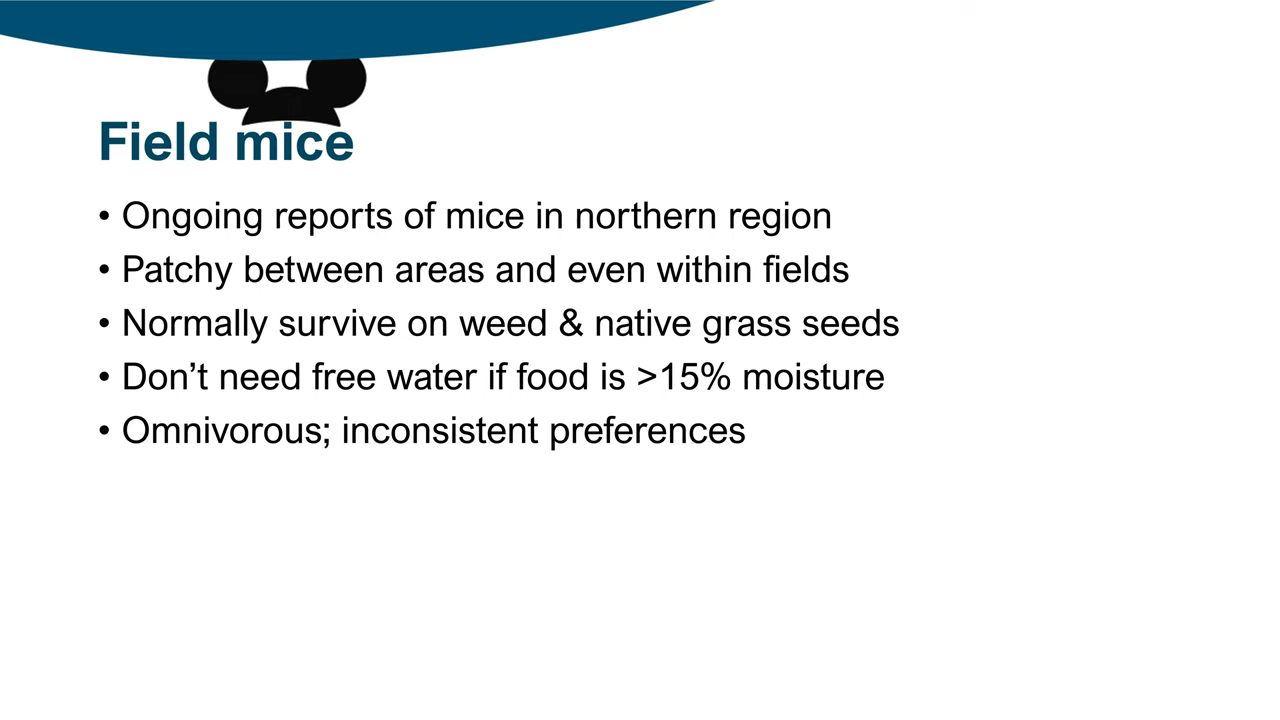 Field mice
• Ongoing reports of mice in northern region
• Patchy between areas and even within fields
• Normally survive on weed & native grass seeds
• Don’t need free water if food is >15% moisture
• Omnivorous; inconsistent preferences